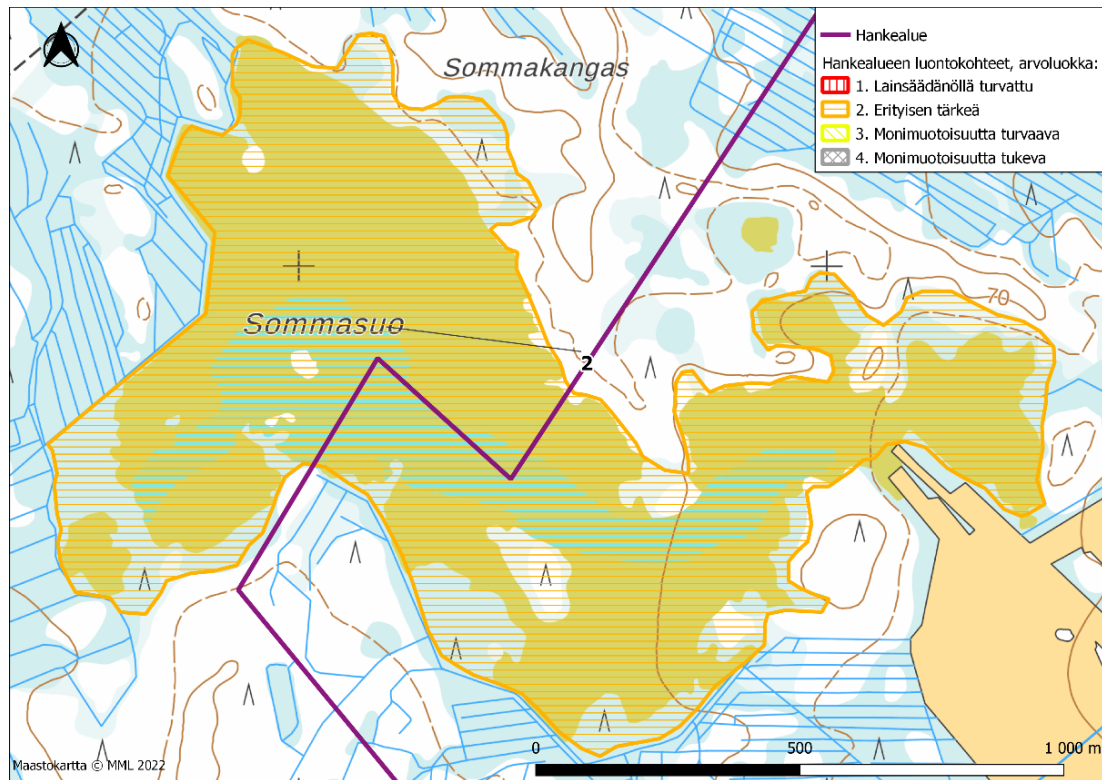 Hankealue
Hankealueen luontokohteet, arvoluokka:
1. Lainsäädänöllä turvattu
2. Erityisen tärkeä
3. Monimuotoisuutta turvaava
4. Monimuotoisuutta tukeva
Sommakangas
70
Sommasuo
2
0 500 1 000 m
Maastokartta © MML 2022